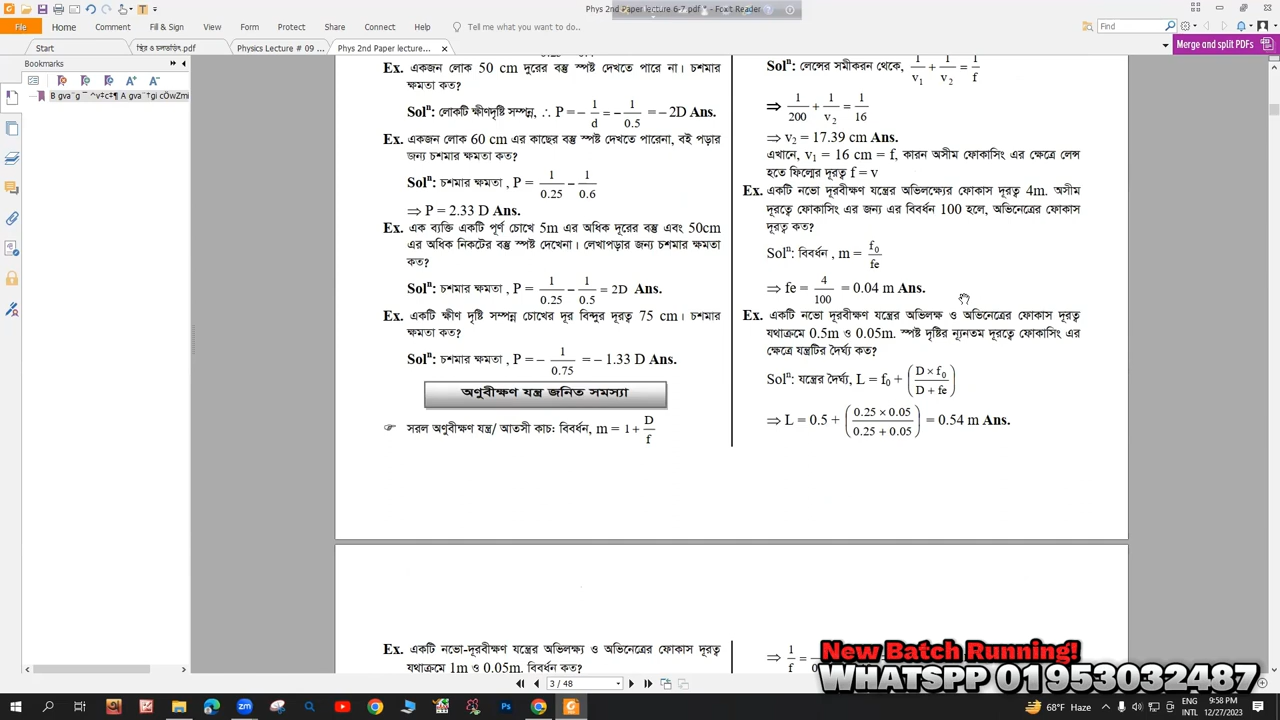 Phys 2nd Paper lecture 6-7 pdf * - Foxit Reader
File Home Comment View Form Protect Share Connect Help Extras
Tell me what you want to do...
Find
Merge and split PDFs
Start
স্থির ও চলতড়িৎ.pdf
Physics Lecture # 09 ...
Phys 2nd Paper lecture...
Bookmarks
B gva¨g ¯ ^v²c²¶ A gva¨†gi cÖwZmi
Ex. একজন লোক 50 cm দুরের বস্তু স্পষ্ট দেখতে পারে না। চশমার
ক্ষমতা কত?
Solⁿ: লোকটি ক্ষীণদৃষ্টি সম্পন্ন, ∴ P = − 1/d = − 1/0.5 = − 2D Ans.
Ex. একজন লোক 60 cm এর কাছের বস্তু স্পষ্ট দেখতে পারেনা, বই পড়ার
জন্য চশমার ক্ষমতা কত?
Solⁿ: চশমার ক্ষমতা , P = 1/0.25 − 1/0.6
⇒ P = 2.33 D Ans.
Ex. এক ব্যক্তি একটি পূর্ণ চোখে 5m এর অধিক দূরের বস্তু এবং 50cm
এর অধিক নিকটের বস্তু স্পষ্ট দেখেনা। লেখাপড়ার জন্য চশমার ক্ষমতা
কত?
Solⁿ: চশমার ক্ষমতা , P = 1/0.25 − 1/0.5 = 2D Ans.
Ex. একটি ক্ষীণ দৃষ্টি সম্পন্ন চোখের দূর বিন্দুর দূরত্ব 75 cm। চশমার
ক্ষমতা কত?
Solⁿ: চশমার ক্ষমতা , P = − 1/0.75 = − 1.33 D Ans.
অণুবীক্ষণ যন্ত্র জনিত সমস্যা
☞ সরল অণুবীক্ষণ যন্ত্র/ আতসী কাচ: বিবর্ধন, m = 1 + D/f
Solⁿ: লেন্সের সমীকরন থেকে, 1/v₁ + 1/v₂ = 1/f
⇒ 1/200 + 1/v₂ = 1/16
⇒ v₂ = 17.39 cm Ans.
এখানে, v₁ = 16 cm = f, কারন অসীম ফোকাসিং এর ক্ষেত্রে লেন্স
হতে ফিল্মের দূরত্ব f = v
Ex. একটি নভো দূরবীক্ষণ যন্ত্রের অভিলক্ষ্যের ফোকাস দূরত্ব 4m. অসীম
দূরত্বে ফোকাসিং এর জন্য এর বিবর্ধন 100 হলে, অভিনেত্রের ফোকাস
দূরত্ব কত?
Solⁿ: বিবর্ধন , m = f₀/fe
⇒ fe = 4/100 = 0.04 m Ans.
Ex. একটি নভো দূরবীক্ষণ যন্ত্রের অভিলক্ষ ও অভিনেত্রের ফোকাস দূরত্ব
যথাক্রমে 0.5m ও 0.05m. স্পষ্ট দৃষ্টির ন্যূনতম দূরত্বে ফোকাসিং এর
ক্ষেত্রে যন্ত্রটির দৈর্ঘ্য কত?
Solⁿ: যন্ত্রের দৈর্ঘ্য, L = f₀ + (D × f₀/D + fe)
⇒ L = 0.5 + (0.25 × 0.05/0.25 + 0.05) = 0.54 m Ans.
Ex. একটি নভো-দূরবীক্ষণ যন্ত্রের অভিলক্ষ্য ও অভিনেত্রের ফোকাস দূরত্ব
যথাক্রমে 1m ও 0.05m. বিবর্ধন কত?
New Batch Running!
WHATSPP 01953032487
3 / 48
68°F Haze
ENG
INTL
9:58 PM
12/27/2023